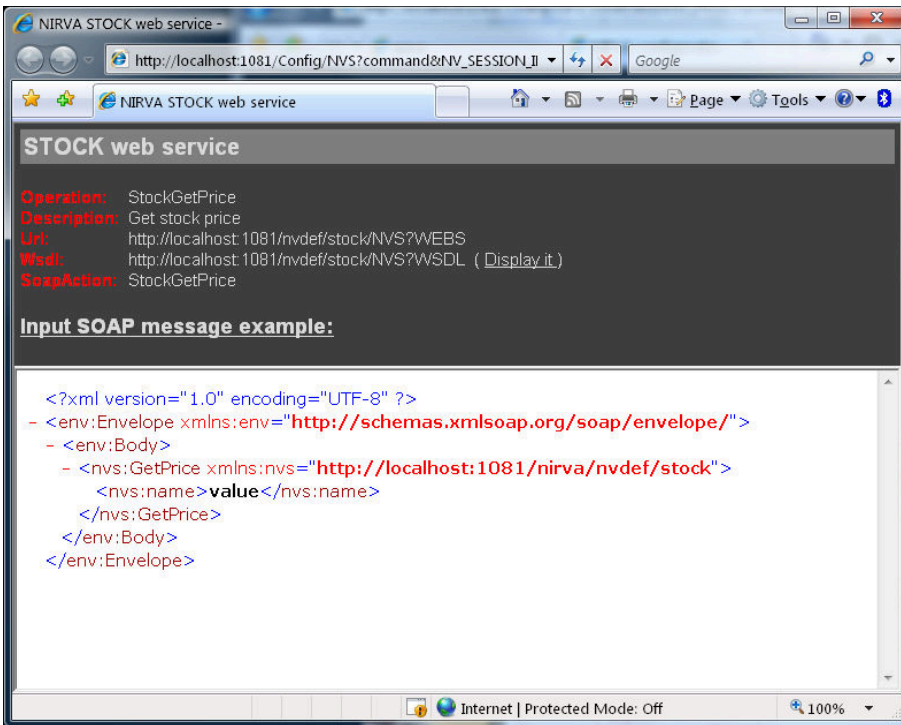 NIRVA STOCK web service -
http://localhost:1081/Config/NVS?command&NV_SESSION_I
Google
NIRVA STOCK web service
Page
Tools
STOCK web service
Operation: StockGetPrice
Description: Get stock price
Url: http://localhost:1081/nvdef/stock/NVS?WEBS
Wsdl: http://localhost:1081/nvdef/stock/NVS?WSDL ( Display it )
SoapAction: StockGetPrice
Input SOAP message example:
<?xml version="1.0" encoding="UTF-8" ?>
- <env:Envelope xmlns:env="http://schemas.xmlsoap.org/soap/envelope/">
- <env:Body>
- <nvs:GetPrice xmlns:nvs="http://localhost:1081/nirva/nvdef/stock">
<nvs:name>value</nvs:name>
</nvs:GetPrice>
</env:Body>
</env:Envelope>
Internet | Protected Mode: Off
100%